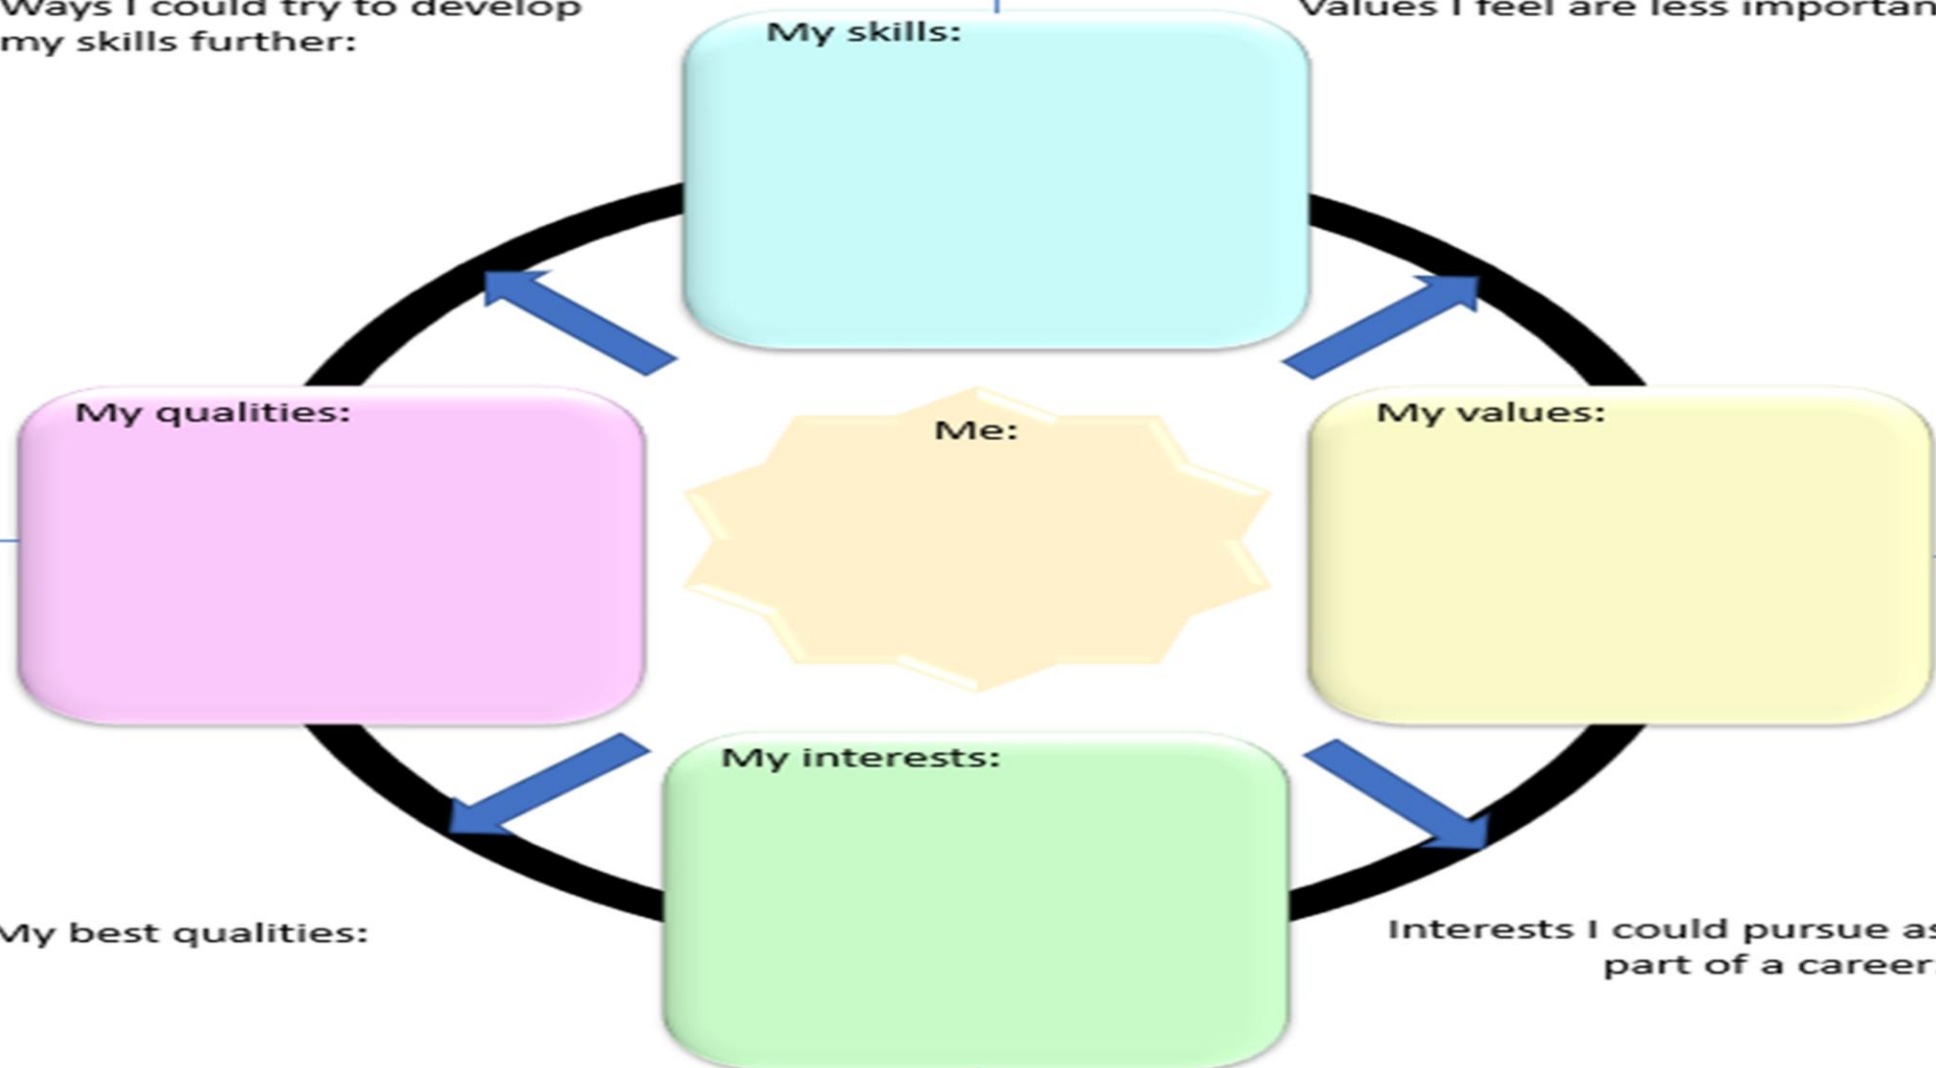 Ways I could try to develop
my skills further:
My skills:
Values I feel are less importan
My qualities:
Me:
My values:
My interests:
My best qualities:
Interests I could pursue as
part of a career: